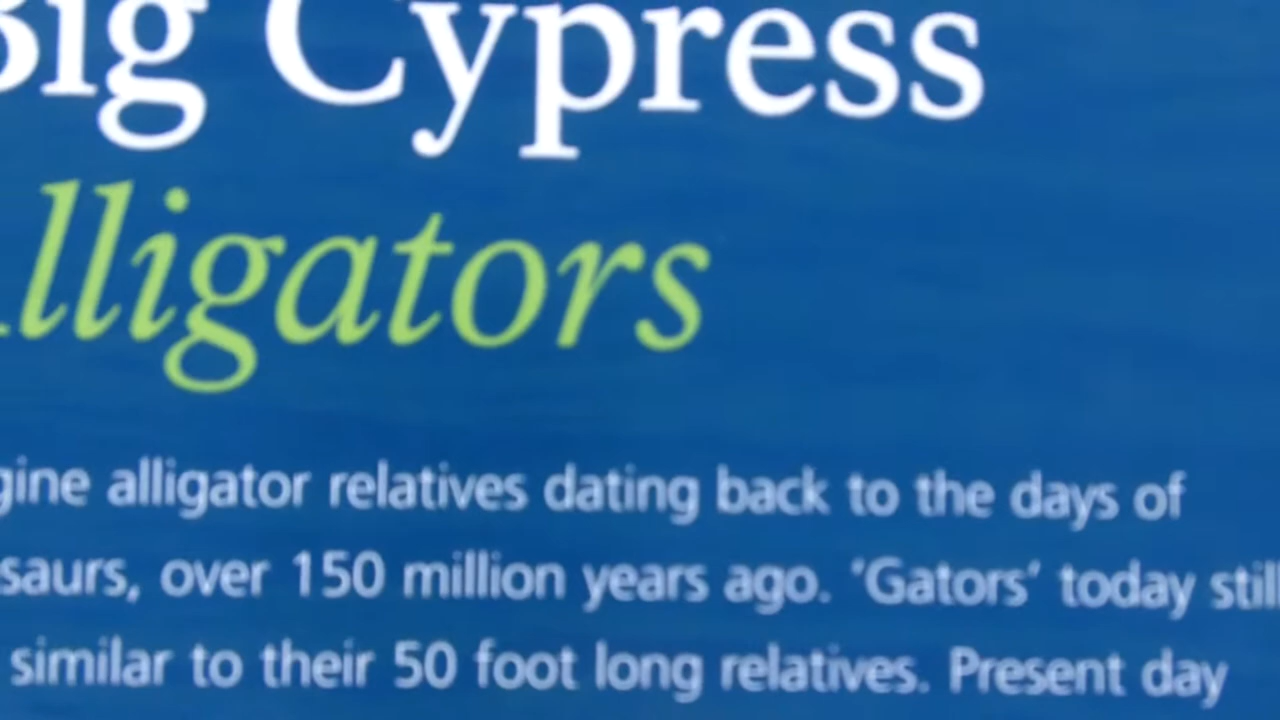 Big Cypress
Alligators
gine alligator relatives dating back to the days of
saurs, over 150 million years ago. 'Gators' today still
similar to their 50 foot long relatives. Present day